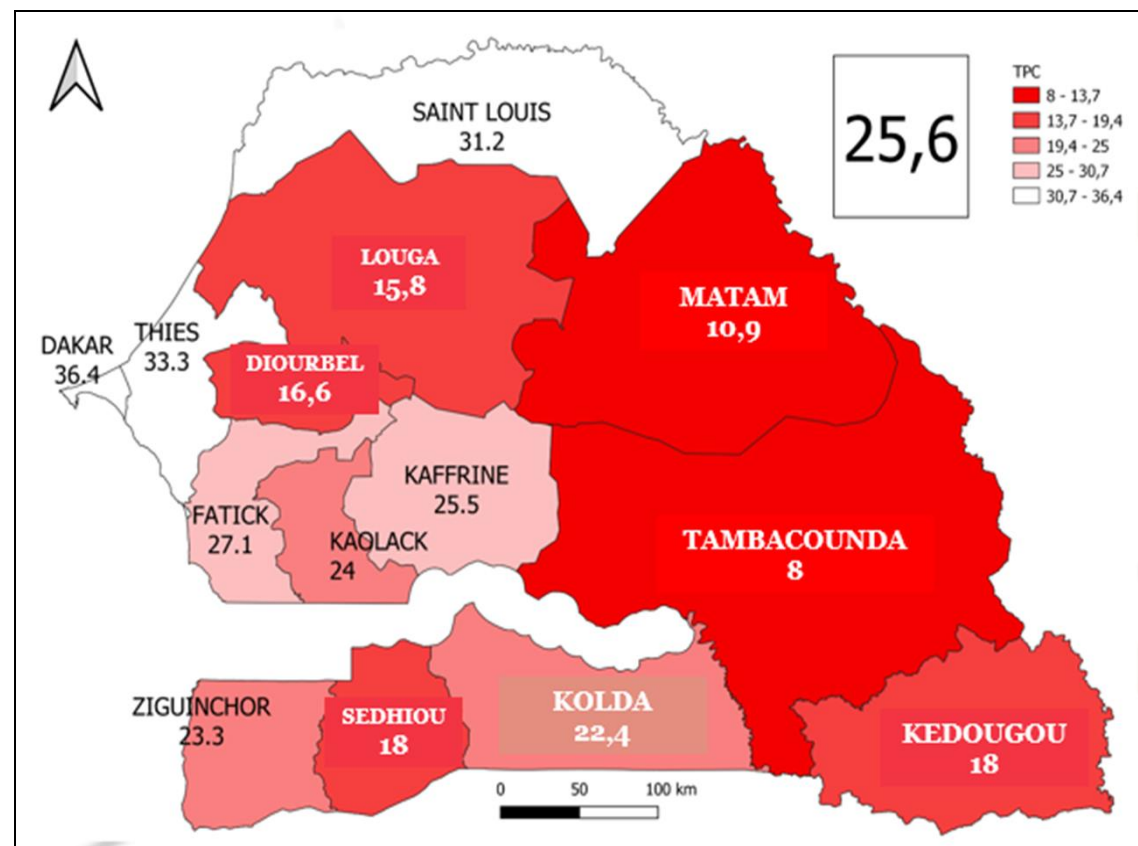 SAINT LOUIS
31.2
25,6
TPC
8 - 13,7
13,7 - 19,4
19,4 - 25
25 - 30,7
30,7 - 36,4
LOUGA
15,8
MATAM
10,9
DAKAR
36.4
THIES
33.3
DIOURBEL
16,6
KAFFRINE
25.5
FATICK
27.1
KAOLACK
24
TAMBACOUNDA
8
ZIGUINCHOR
23.3
SEDHIOU
18
KOLDA
22,4
KEDOUGOU
18
0 50 100 km